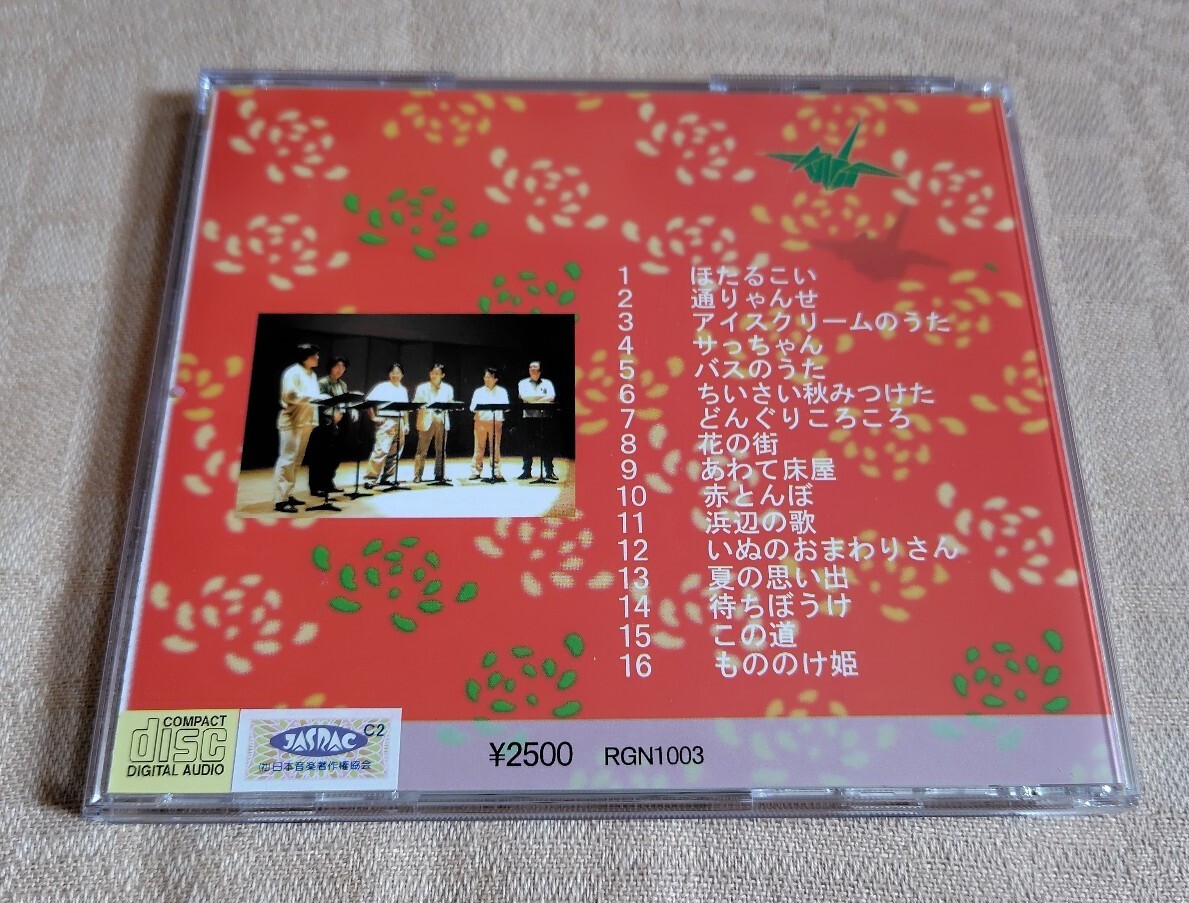 1 ほたるこい
2 通りゃんせ
3 アイスクリームのうた
4 サっちゃん
5 バスのうた
6 ちいさい秋みつけた
7 どんぐりころころ
8 花の街
9 あわて床屋
10 赤とんぼ
11 浜辺の歌
12 いぬのおまわりさん
13 夏の思い出
14 待ちぼうけ
15 この道
16 もののけ姫
COMPACT
disc
DIGITAL AUDIO
JASRAC
C2
(社)日本音楽著作権協会
¥2500 RGN1003